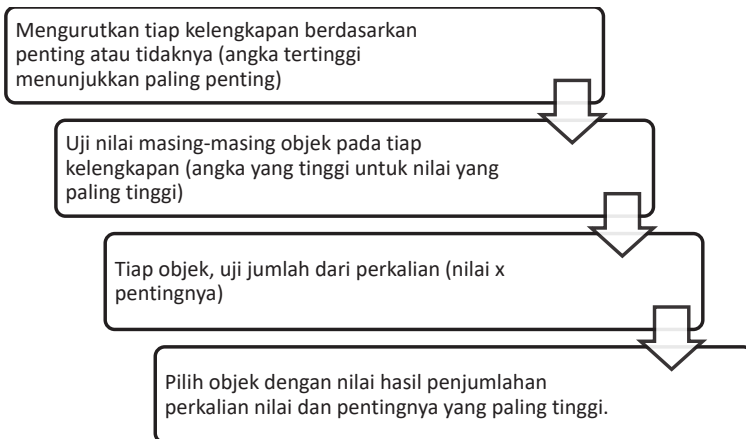 Mengurutkan tiap kelengkapan berdasarkan
penting atau tidaknya (angka tertinggi
menunjukkan paling penting)
Uji nilai masing-masing objek pada tiap
kelengkapan (angka yang tinggi untuk nilai yang
paling tinggi)
Tiap objek, uji jumlah dari perkalian (nilai x
pentingnya)
Pilih objek dengan nilai hasil penjumlahan
perkalian nilai dan pentingnya yang paling tinggi.